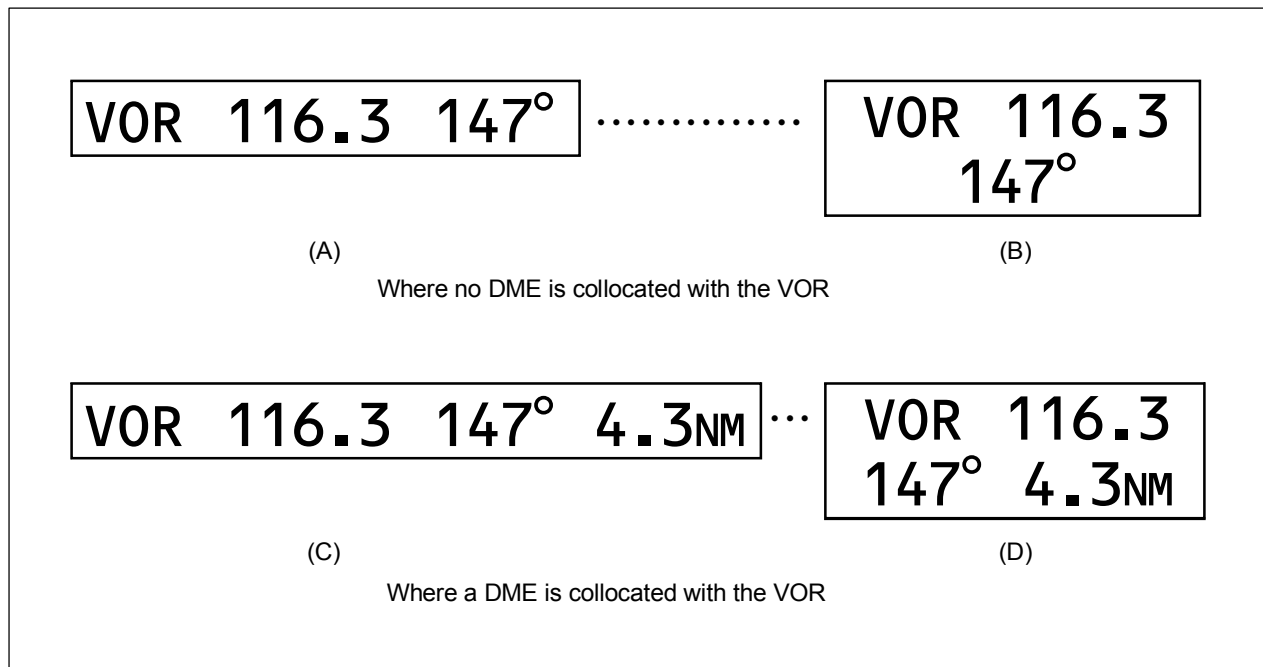 VOR 116.3 147° ..............
VOR 116.3
147°
(A)
(B)
Where no DME is collocated with the VOR
VOR 116.3 147° 4.3NM ...
VOR 116.3
147° 4.3NM
(C)
(D)
Where a DME is collocated with the VOR